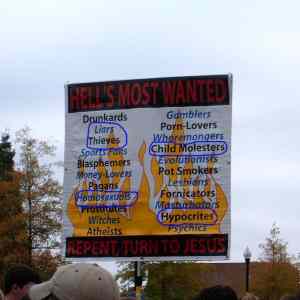 HELL'S MOST WANTED
Drunkards
Liars
Thieves
Sports Fans
Blasphemers
Money-Lovers
Pagans
Homosexuals
Prostitutes
Witches
Atheists
Gamblers
Porn-Lovers
Whoremongers
Child Molesters
Evolutionists
Pot Smokers
Lesbians
Fornicators
Masturbators
Hypocrites
Psychics
REPENT, TURN TO JESUS